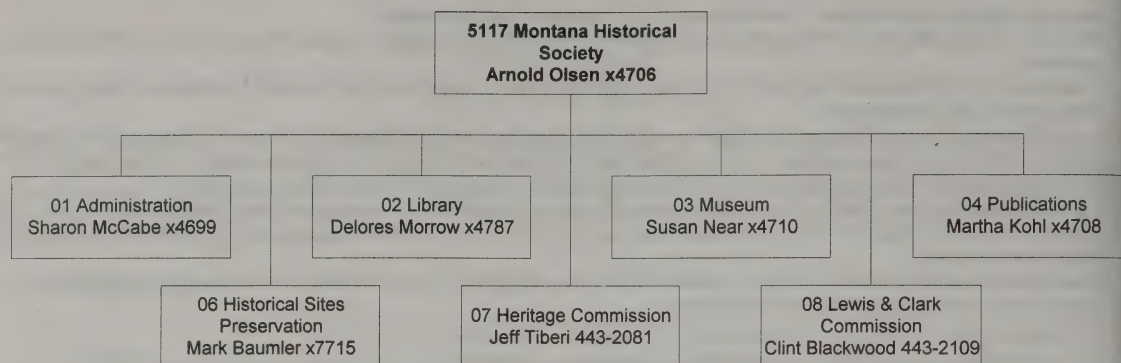 5117 Montana Historical
Society
Arnold Olsen x4706
01 Administration
Sharon McCabe x4699
02 Library
Delores Morrow x4787
03 Museum
Susan Near x4710
04 Publications
Martha Kohl x4708
06 Historical Sites
Preservation
Mark Baumler x7715
07 Heritage Commission
Jeff Tiberi 443-2081
08 Lewis & Clark
Commission
Clint Blackwood 443-2109